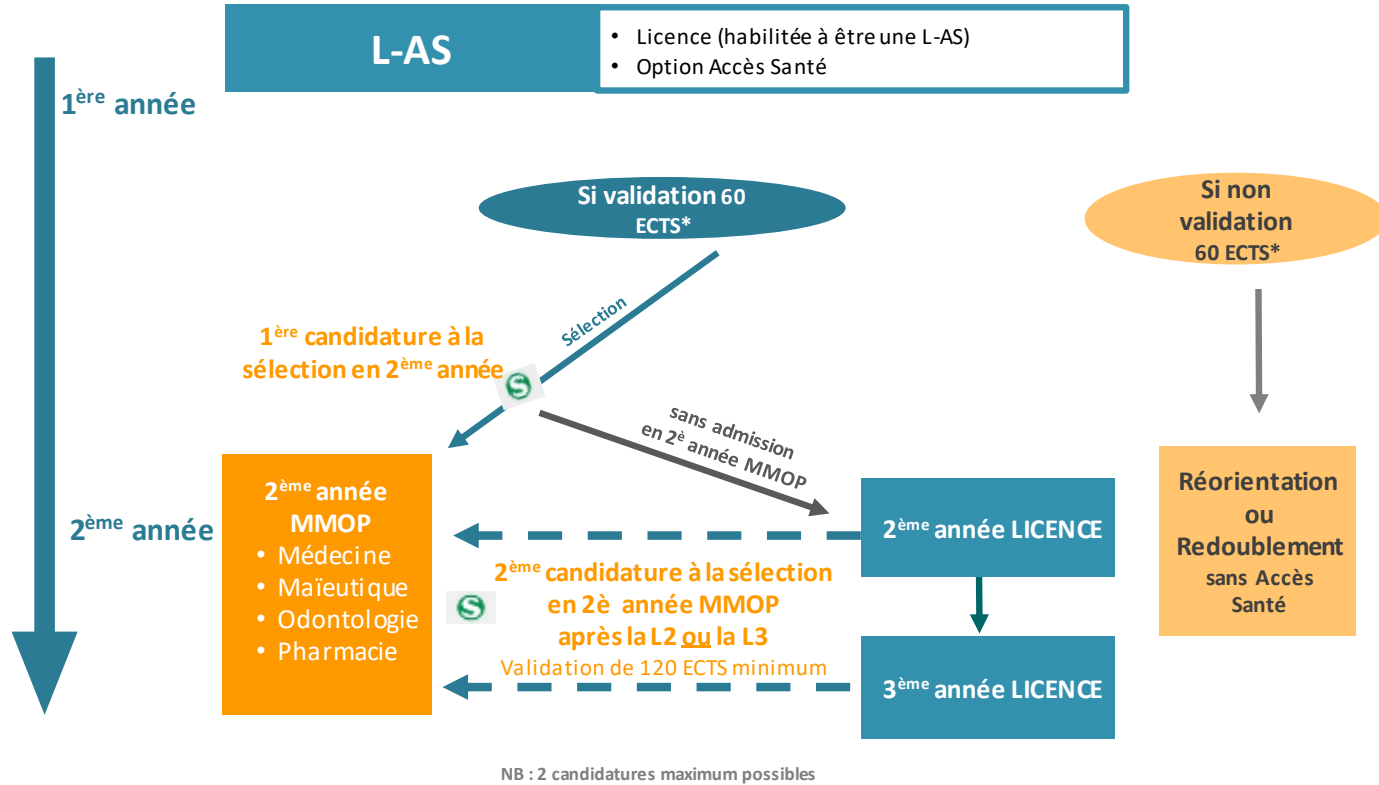 L-AS
• Licence (habilitée à être une L-AS)
• Option Accès Santé
1ère année
Si validation 60
ECTS*
Si non
validation
60 ECTS*
Sélection
1ère candidature à la
sélection en 2ème année
S
sans admission
en 2è année MMOP
2ème année
2ème année
MMOP
• Médecine
• Maïeutique
• Odontologie
• Pharmacie
S
2ème candidature à la sélection
en 2è année MMOP
après la L2 ou la L3
Validation de 120 ECTS minimum
2ème année LICENCE
3ème année LICENCE
Réorientation
ou
Redoublement
sans Accès
Santé
NB : 2 candidatures maximum possibles